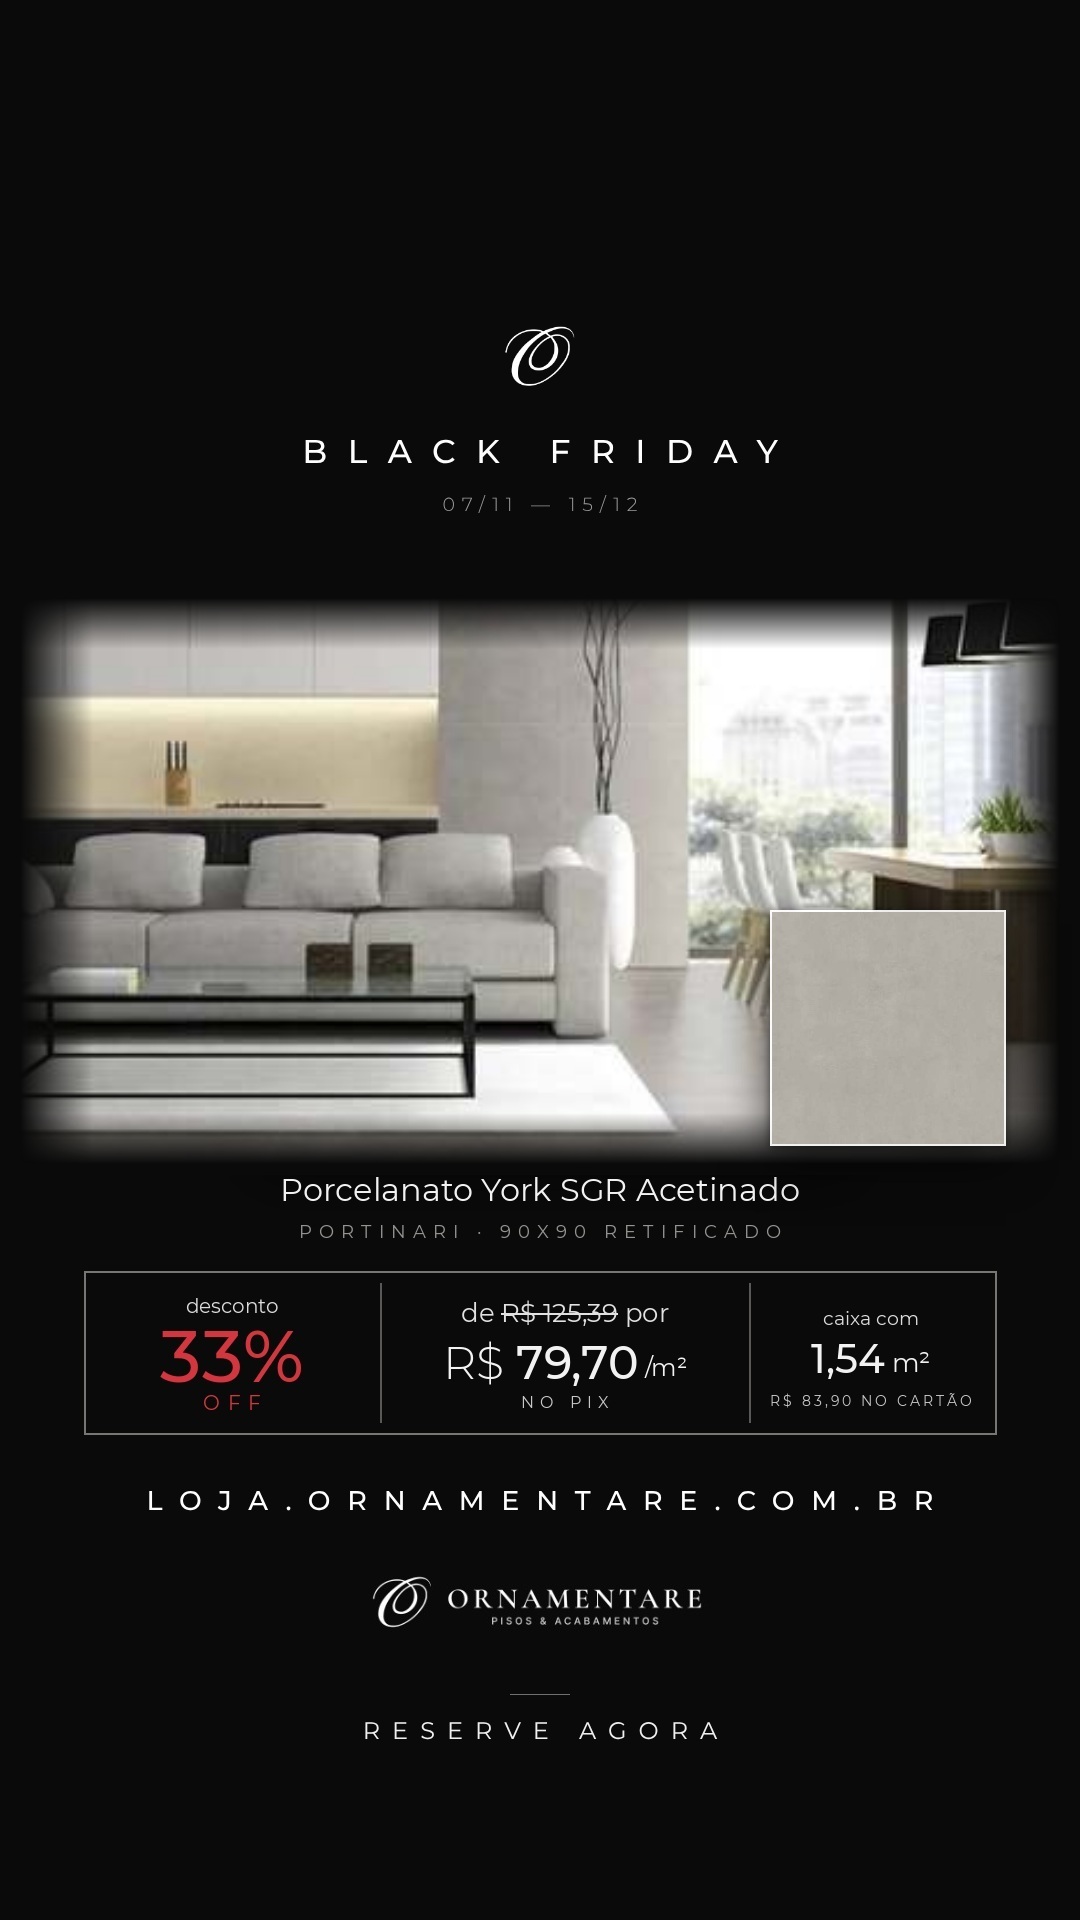 BLACK FRIDAY
07/11 — 15/12
Porcelanato York SGR Acetinado
PORTINARI · 90X90 RETIFICADO
desconto
33%
OFF
de R$ 125,39 por
R$ 79,70 /m²
NO PIX
caixa com
1,54 m²
R$ 83,90 NO CARTÃO
LOJA.ORNAMENTARE.COM.BR
O ORNAMENTARE
PISOS & ACABAMENTOS
RESERVE AGORA